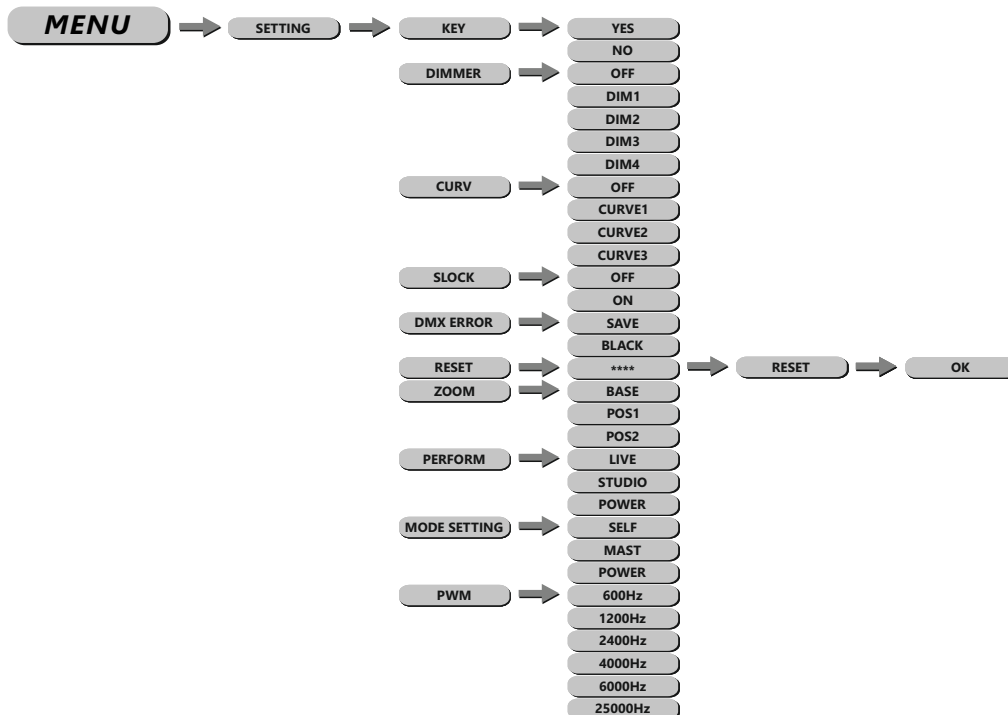 MENU SETTING KEY YES
NO
DIMMER OFF
DIM1
DIM2
DIM3
DIM4
CURV OFF
CURVE1
CURVE2
CURVE3
SLOCK OFF
ON
DMX ERROR SAVE
BLACK
RESET **** RESET OK
ZOOM BASE
POS1
POS2
PERFORM LIVE
STUDIO
POWER
MODE SETTING SELF
MAST
POWER
PWM 600Hz
1200Hz
2400Hz
4000Hz
6000Hz
25000Hz